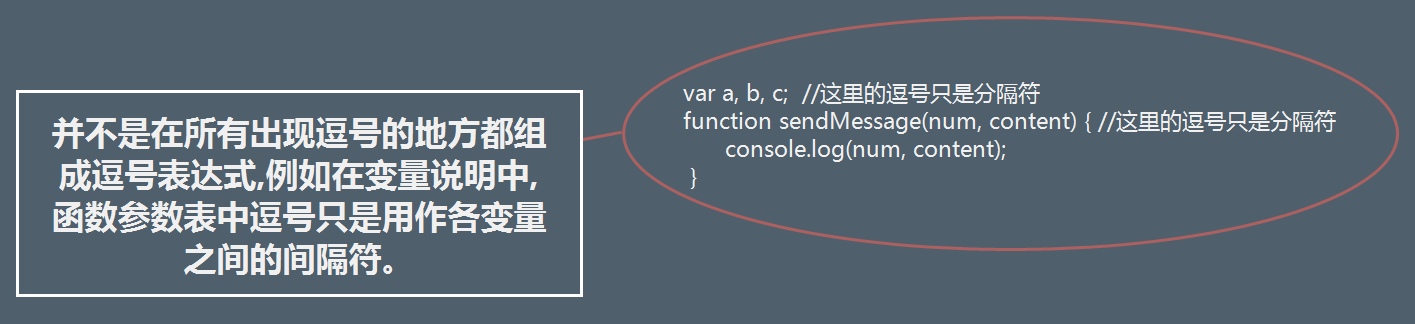 并不是在所有出现逗号的地方都组
成逗号表达式,例如在变量说明中,
函数参数表中逗号只是用作各变量
之间的间隔符。
var a, b, c;  //这里的逗号只是分隔符
function sendMessage(num, content) { //这里的逗号只是分隔符
console.log(num, content);
}